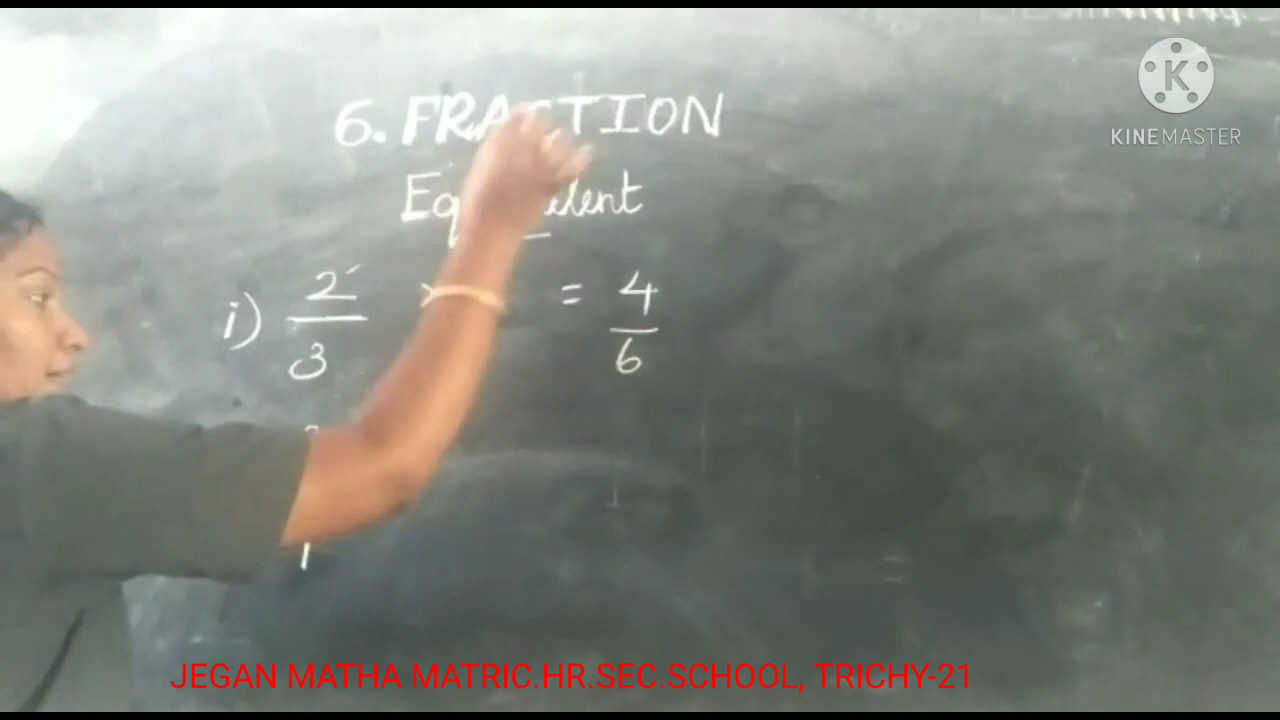 K
KINEMASTER
6. FRACTION
Equivalent
i) 2/3 × = 4/6
JEGAN MATHA MATRIC.HR.SEC.SCHOOL, TRICHY-21